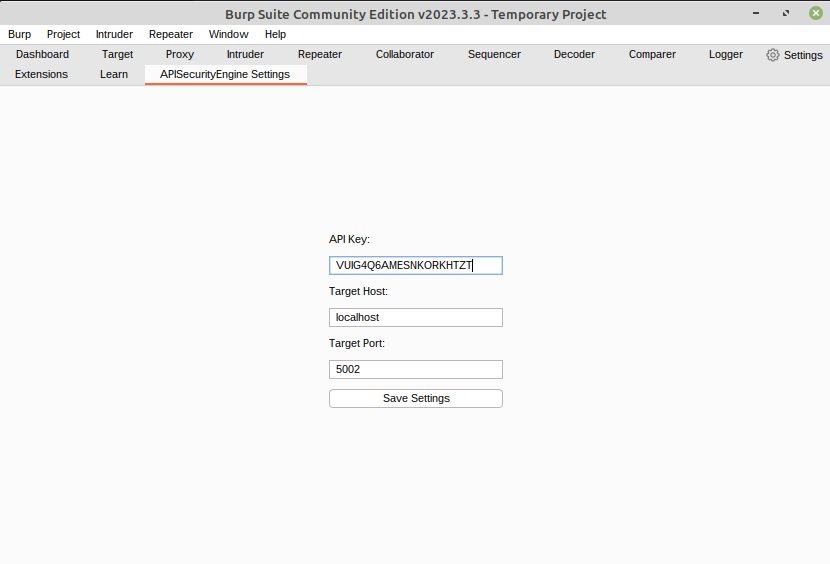 Burp Suite Community Edition v2023.3.3 - Temporary Project
Burp Project Intruder Repeater Window Help
Dashboard Target Proxy Intruder Repeater Collaborator Sequencer Decoder Comparer Logger Settings
Extensions Learn APISecurityEngine Settings
API Key:
VUIG4Q6AMESNKORKHTZT
Target Host:
localhost
Target Port:
5002
Save Settings